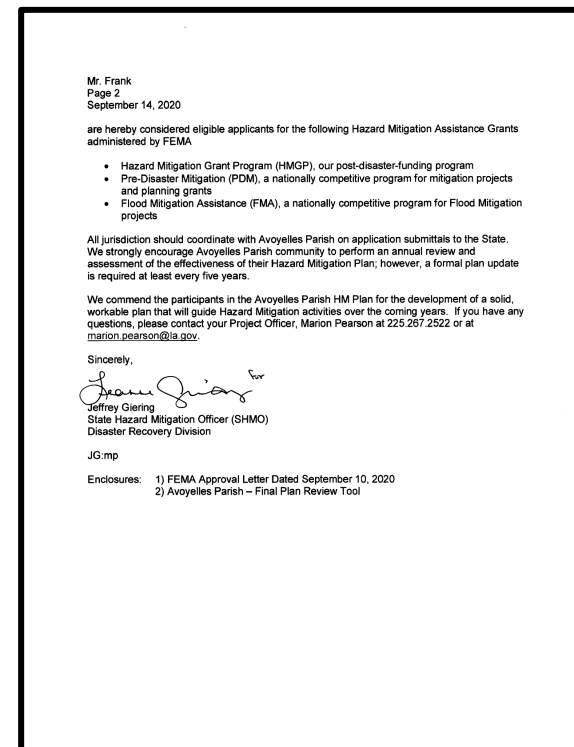 Mr. Frank
Page 2
September 14, 2020
are hereby considered eligible applicants for the following Hazard Mitigation Assistance Grants
administered by FEMA
• Hazard Mitigation Grant Program (HMGP), our post-disaster-funding program
• Pre-Disaster Mitigation (PDM), a nationally competitive program for mitigation projects
and planning grants
• Flood Mitigation Assistance (FMA), a nationally competitive program for Flood Mitigation
projects
All jurisdiction should coordinate with Avoyelles Parish on application submittals to the State.
We strongly encourage Avoyelles Parish community to perform an annual review and
assessment of the effectiveness of their Hazard Mitigation Plan; however, a formal plan update
is required at least every five years.
We commend the participants in the Avoyelles Parish HM Plan for the development of a solid,
workable plan that will guide Hazard Mitigation activities over the coming years. If you have any
questions, please contact your Project Officer, Marion Pearson at 225.267.2522 or at
marion.pearson@la.gov.
Sincerely,
for
Jeffrey Giering
State Hazard Mitigation Officer (SHMO)
Disaster Recovery Division
JG:mp
Enclosures: 1) FEMA Approval Letter Dated September 10, 2020
2) Avoyelles Parish – Final Plan Review Tool